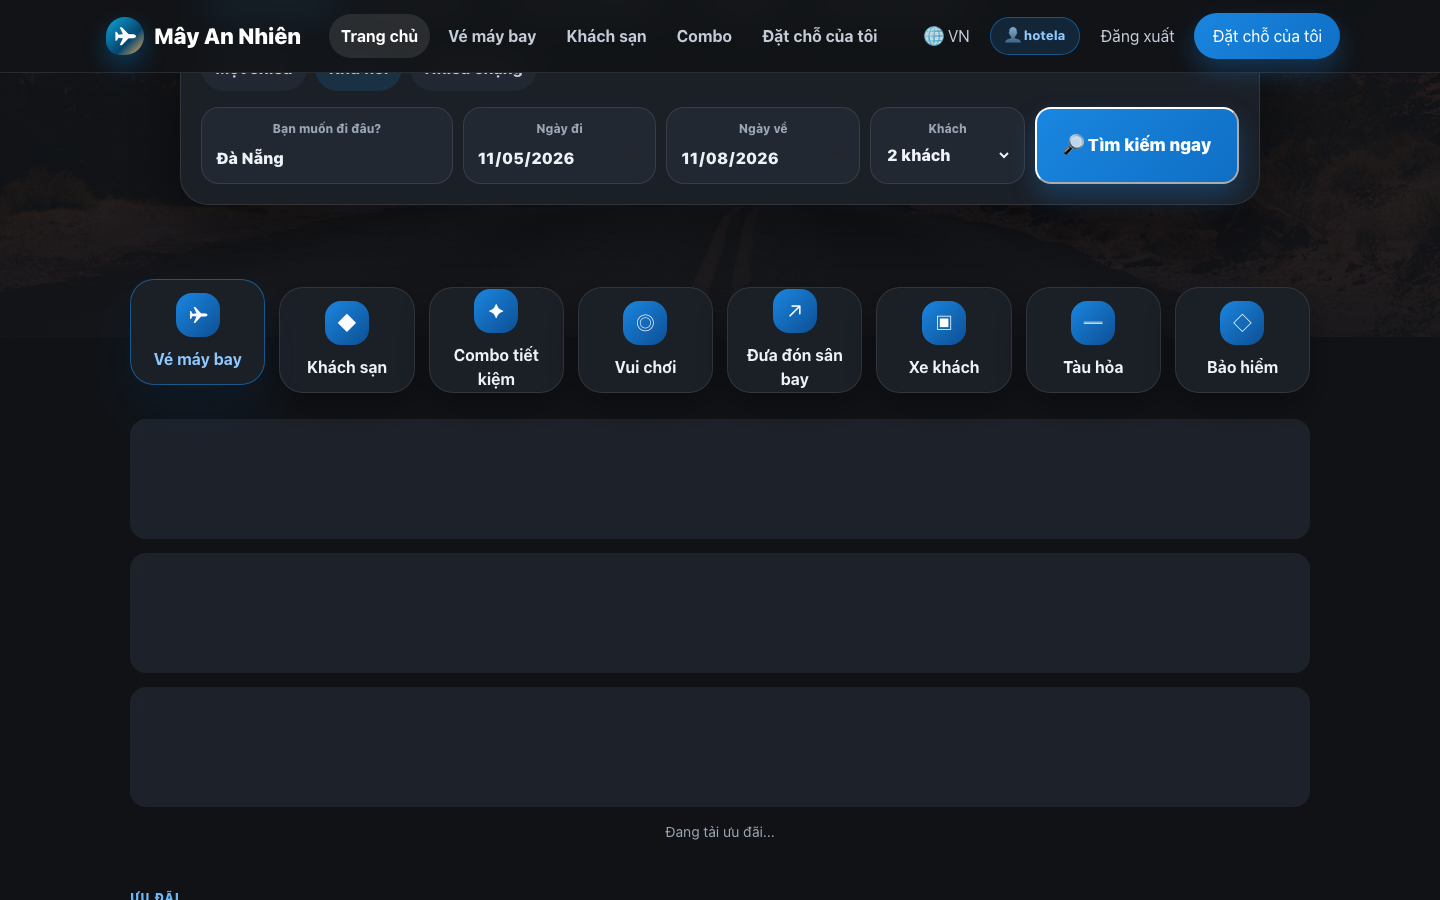 Mây An Nhiên
Trang chủ
Vé máy bay
Khách sạn
Combo
Đặt chỗ của tôi
VN
hotela
Đăng xuất
Đặt chỗ của tôi
Bạn muốn đi đâu?
Đà Nẵng
Ngày đi
11/05/2026
Ngày về
11/08/2026
Khách
2 khách
Tìm kiếm ngay
Vé máy bay
Khách sạn
Combo tiết
kiệm
Vui chơi
Đưa đón sân
bay
Xe khách
Tàu hỏa
Bảo hiểm
Đang tải ưu đãi...
ƯU ĐÃI